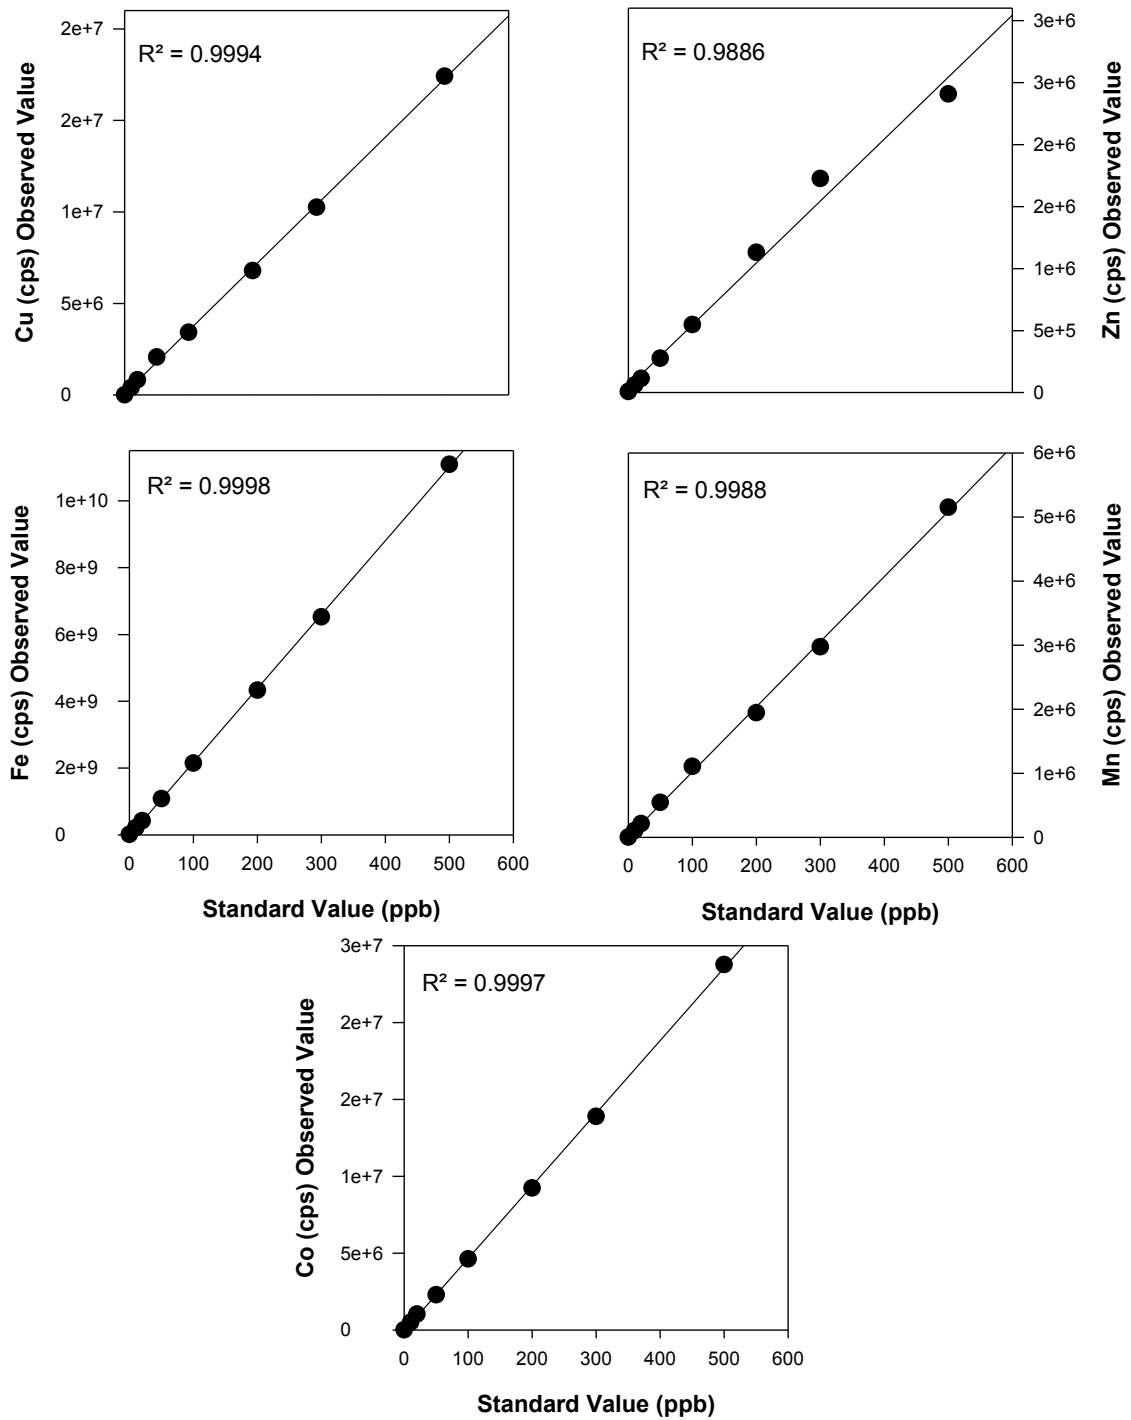 Cu (cps) Observed Value
2e+7
2e+7
1e+7
5e+6
0
R² = 0.9994
R² = 0.9886
3e+6
3e+6
2e+6
2e+6
1e+6
5e+5
0
Zn (cps) Observed Value
Fe (cps) Observed Value
1e+10
8e+9
6e+9
4e+9
2e+9
0
R² = 0.9998
0 100 200 300 400 500 600
Standard Value (ppb)
R² = 0.9988
6e+6
5e+6
4e+6
3e+6
2e+6
1e+6
0
Mn (cps) Observed Value
0 100 200 300 400 500 600
Standard Value (ppb)
Co (cps) Observed Value
3e+7
2e+7
2e+7
1e+7
5e+6
0
R² = 0.9997
0 100 200 300 400 500 600
Standard Value (ppb)